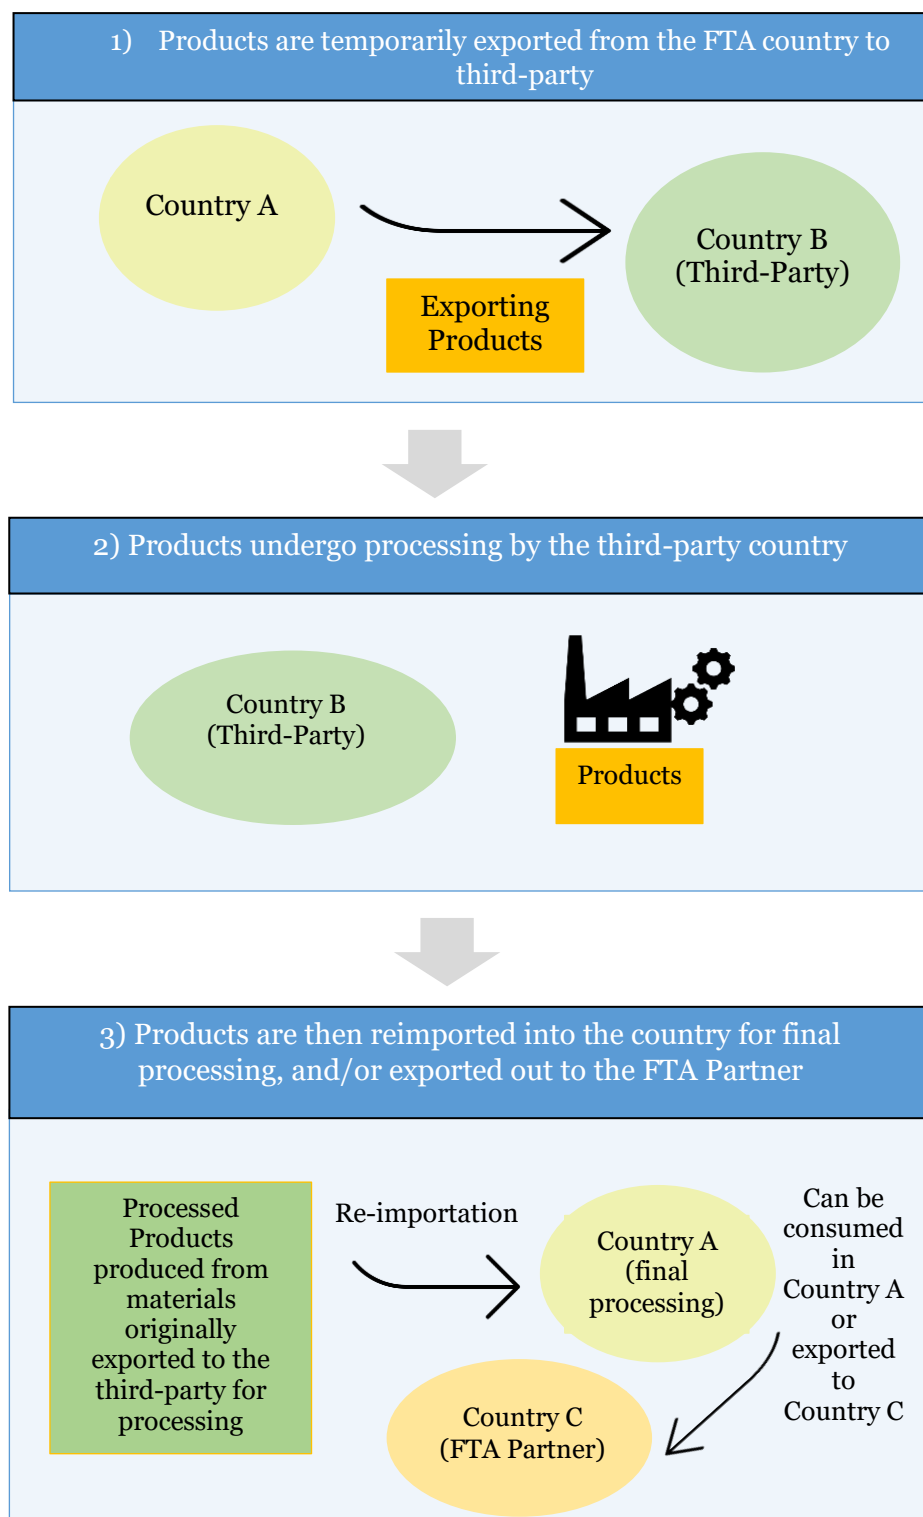 1) Products are temporarily exported from the FTA country to
third-party
Country A
Country B
(Third-Party)
Exporting
Products
2) Products undergo processing by the third-party country
Country B
(Third-Party)
Products
3) Products are then reimported into the country for final
processing, and/or exported out to the FTA Partner
Processed
Products
produced from
materials
originally
exported to the
third-party for
processing
Re-importation
Country A
(final
processing)
Can be
consumed
in
Country A
or
exported
to
Country C
Country C
(FTA Partner)